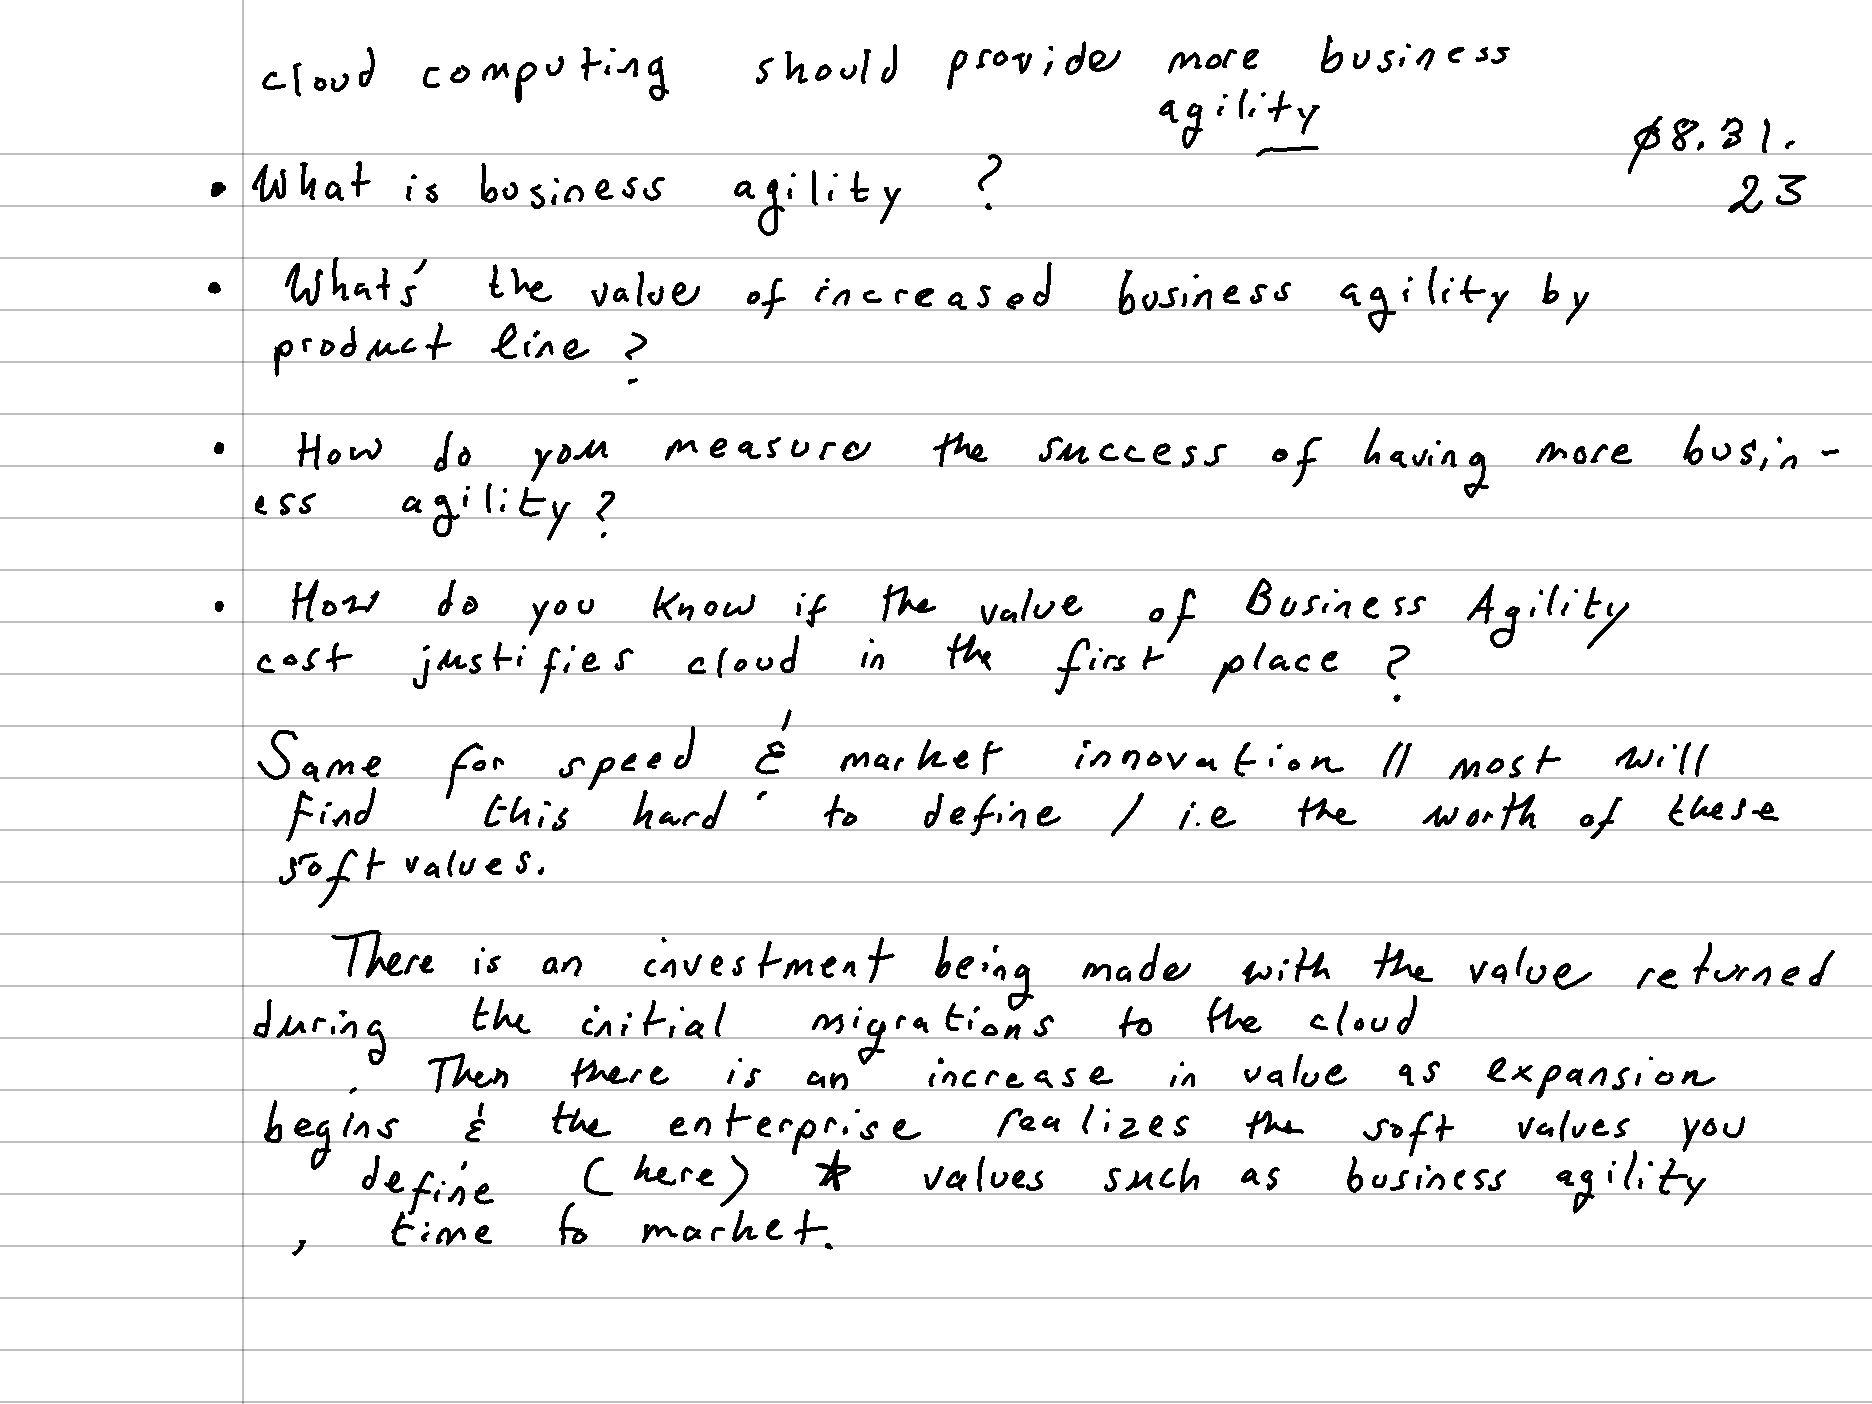 cloud computing should provide more business
agility
08.31.
23
• What is business agility ?
• What's the value of increased business agility by
product line ?
• How do you measure the success of having more busin-
ess agility ?
• How do you know if the value of Business Agility
cost justifies cloud in the first place ?
Same for speed & market innovation // most will
find this hard to define / i.e the worth of these
soft values.
There is an investment being made with the value returned
during the initial migrations to the cloud
. Then there is an increase in value as expansion
begins & the enterprise realizes the soft values you
define (here) * values such as business agility
, time to market.